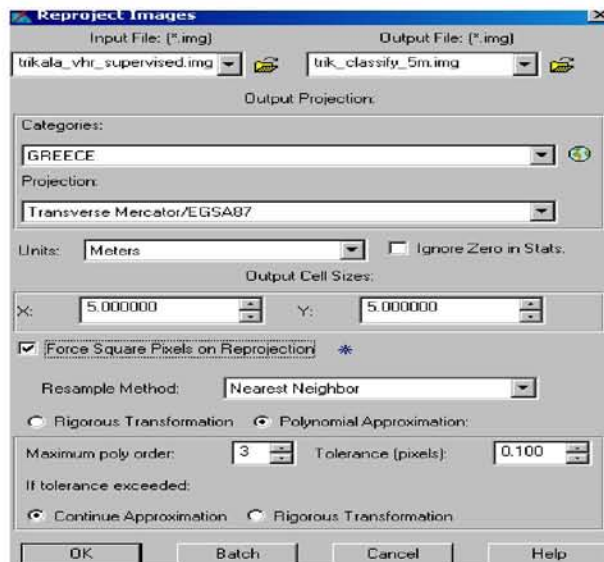 Reproject Images
Input File: (*.img) Output File: (*.img)
trikala_vhr_supervised.img trik_classify_5m.img
Output Projection:
Categories:
GREECE
Projection:
Transverse Mercator/EGSA87
Units: Meters Ignore Zero in Stats.
Output Cell Sizes:
X: 5.000000 Y: 5.000000
Force Square Pixels on Reprojection *
Resample Method: Nearest Neighbor
Rigorous Transformation Polynomial Approximation:
Maximum poly order: 3 Tolerance (pixels): 0.100
If tolerance exceeded:
Continue Approximation Rigorous Transformation
OK Batch Cancel Help